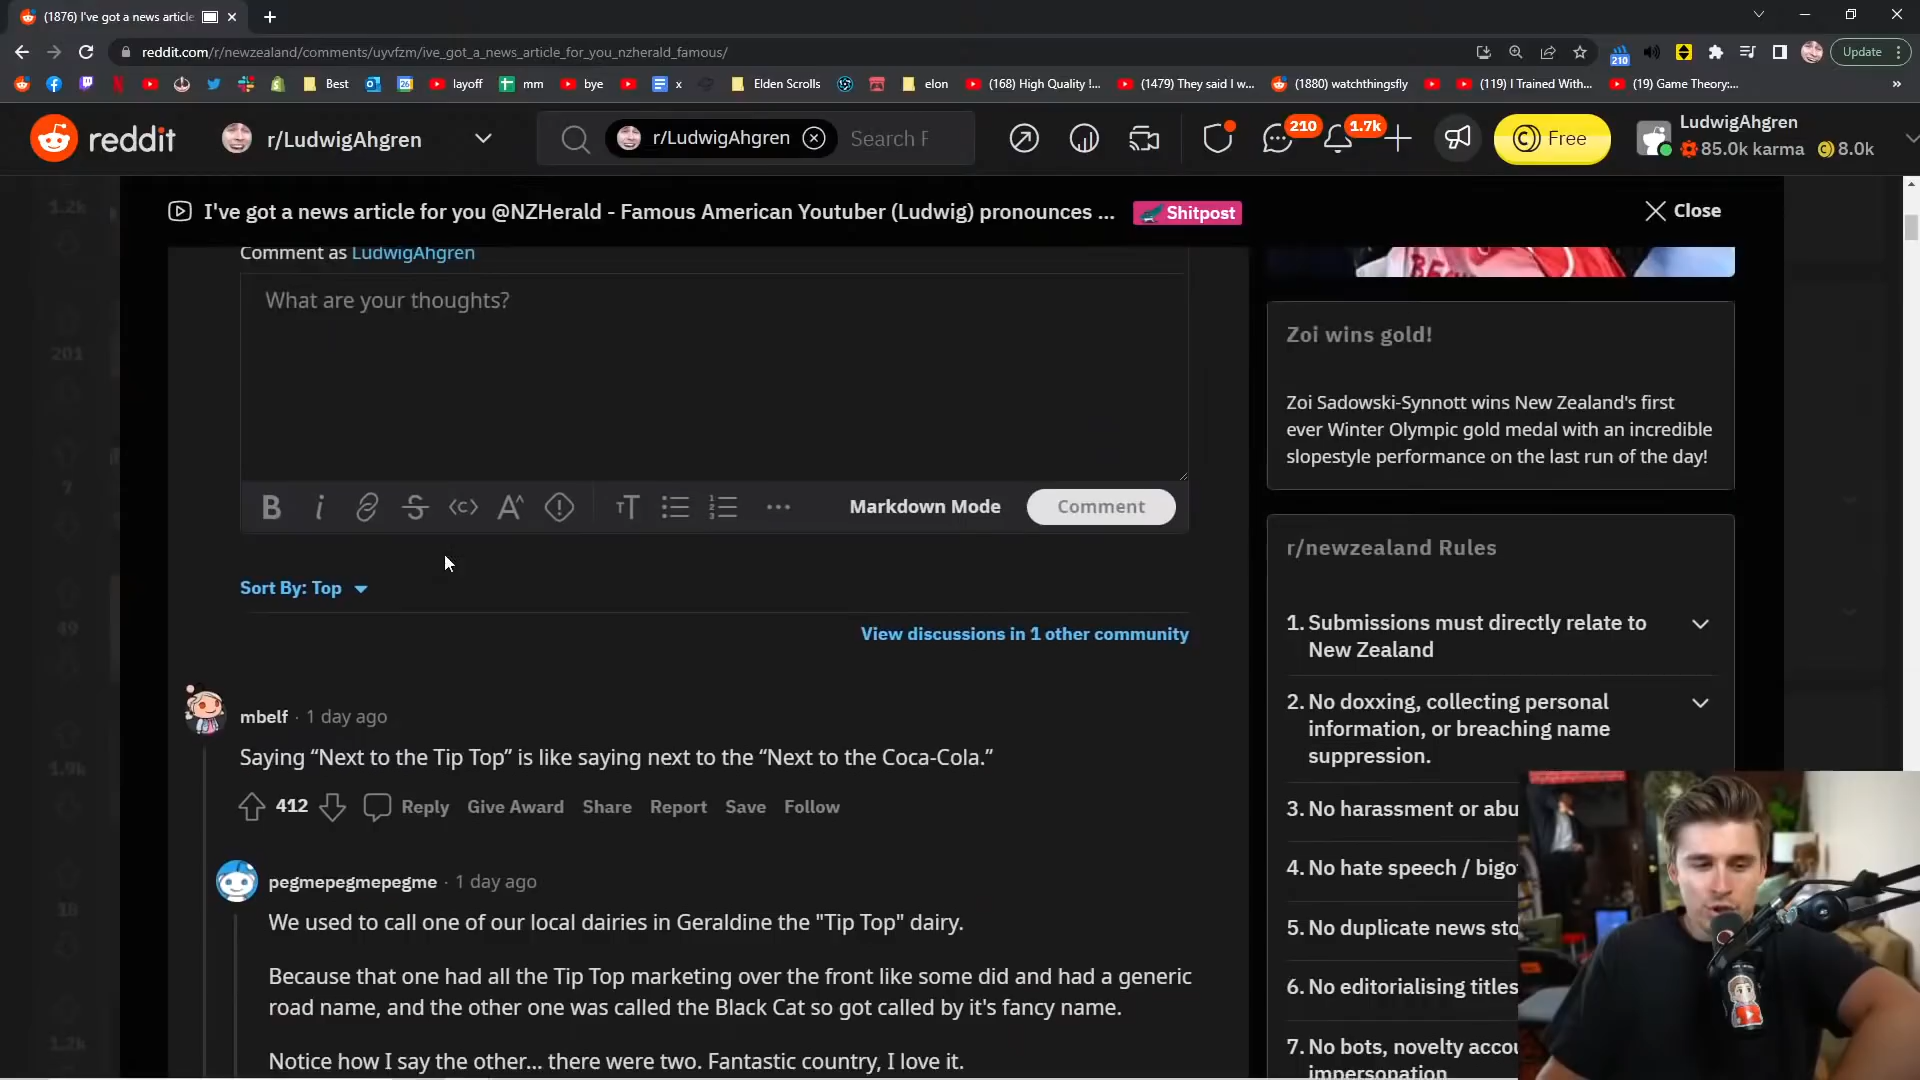 (1876) I've got a news article
reddit.com/r/newzealand/comments/uyvfzm/ive_got_a_news_article_for_you_nzherald_famous/
210
Update
Best
26
layoff
mm
bye
x
Elden Scrolls
elon
(168) High Quality !...
(1479) They said I w...
(1880) watchthingsfly
(119) I Trained With...
(19) Game Theory:...
»
reddit
r/LudwigAhgren
r/LudwigAhgren
Search F
210
1.7k
Free
LudwigAhgren
85.0k karma
8.0k
1.2k
201
7
49
1.9k
18
1.7k
I've got a news article for you @NZHerald - Famous American Youtuber (Ludwig) pronounces ...
Shitpost
Close
Comment as LudwigAhgren
What are your thoughts?
Markdown Mode
Comment
Sort By: Top
View discussions in 1 other community
mbelf · 1 day ago
Saying “Next to the Tip Top” is like saying next to the “Next to the Coca-Cola.”
412
Reply
Give Award
Share
Report
Save
Follow
pegmepegmepegme · 1 day ago
We used to call one of our local dairies in Geraldine the "Tip Top" dairy.
Because that one had all the Tip Top marketing over the front like some did and had a generic
road name, and the other one was called the Black Cat so got called by it's fancy name.
Notice how I say the other... there were two. Fantastic country, I love it.
Zoi wins gold!
Zoi Sadowski-Synnott wins New Zealand's first
ever Winter Olympic gold medal with an incredible
slopestyle performance on the last run of the day!
r/newzealand Rules
1. Submissions must directly relate to
New Zealand
2. No doxxing, collecting personal
information, or breaching name
suppression.
3. No harassment or abu
4. No hate speech / bigo
5. No duplicate news sto
6. No editorialising titles
7. No bots, novelty accou
impersonation